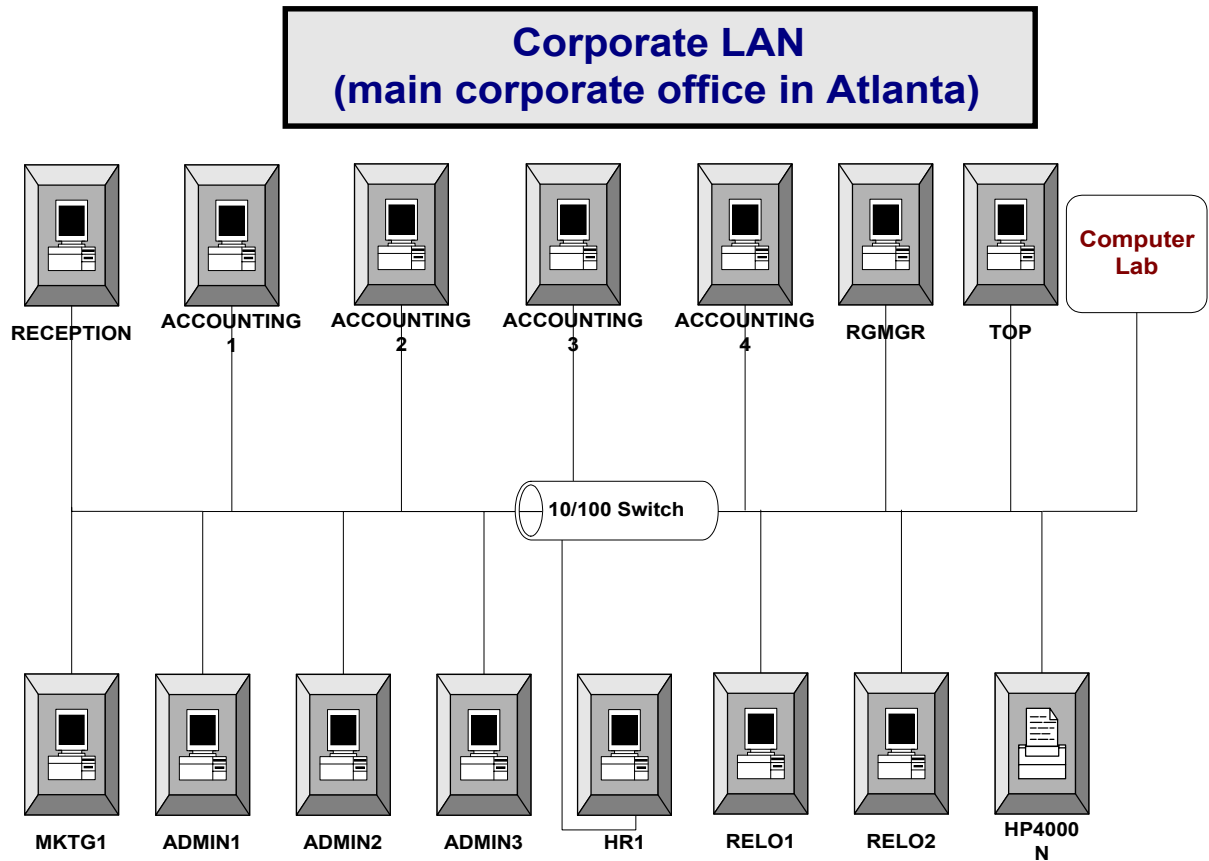 Corporate LAN
(main corporate office in Atlanta)
Computer
Lab
RECEPTION
ACCOUNTING
1
ACCOUNTING
2
ACCOUNTING
3
ACCOUNTING
4
RGMGR
TOP
10/100 Switch
MKTG1
ADMIN1
ADMIN2
ADMIN3
HR1
RELO1
RELO2
HP4000
N